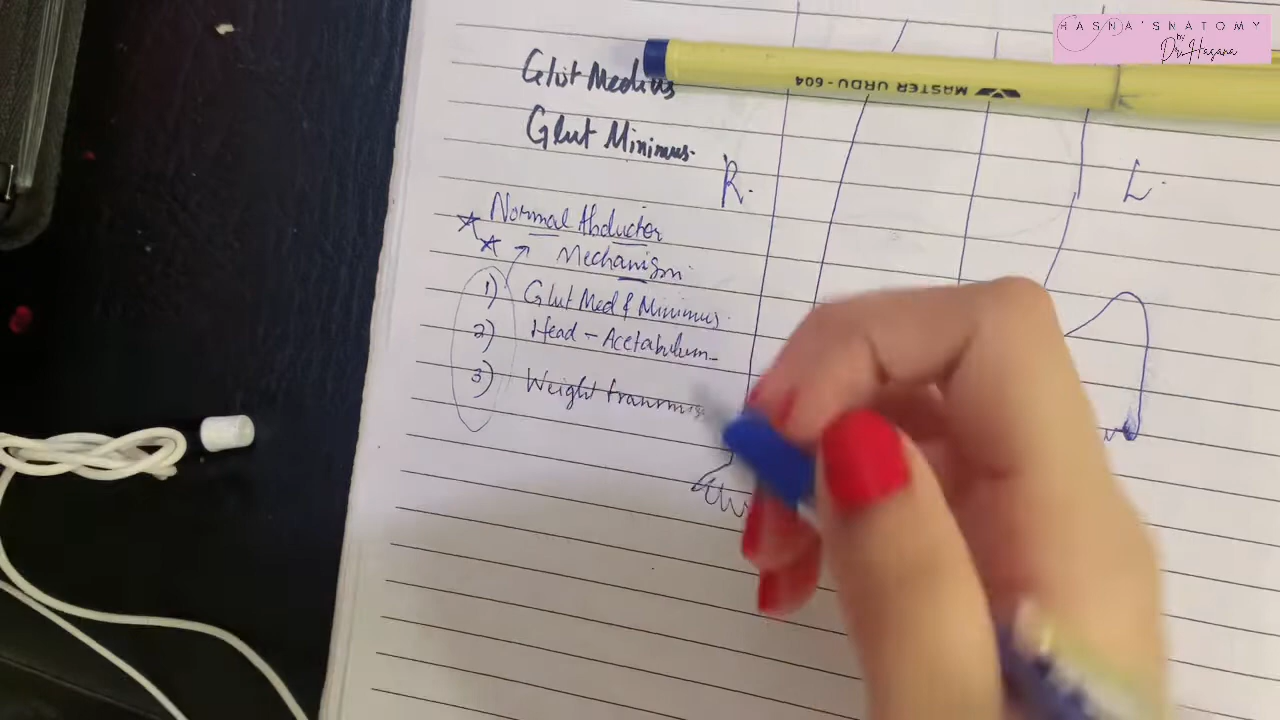 HASNA'SNATOMY
by
Dr Hasana
Glut Medius
MASTER URDU - 604
Glut Minimus.
R.
L.
Normal Abductor
Mechanism.
1) Glut Med & Minimus.
2) Head - Acetabulum
3) Weight